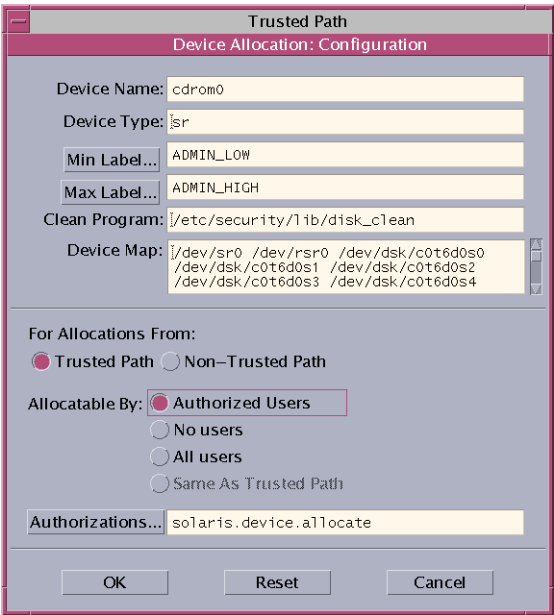 Trusted Path
Device Allocation: Configuration
Device Name: cdrom0
Device Type: sr
Min Label... ADMIN_LOW
Max Label... ADMIN_HIGH
Clean Program: /etc/security/lib/disk_clean
Device Map: /dev/sr0 /dev/rsr0 /dev/dsk/c0t6d0s0
/dev/dsk/c0t6d0s1 /dev/dsk/c0t6d0s2
/dev/dsk/c0t6d0s3 /dev/dsk/c0t6d0s4
For Allocations From:
Trusted Path Non-Trusted Path
Allocatable By: Authorized Users
No users
All users
Same As Trusted Path
Authorizations... solaris.device.allocate
OK Reset Cancel